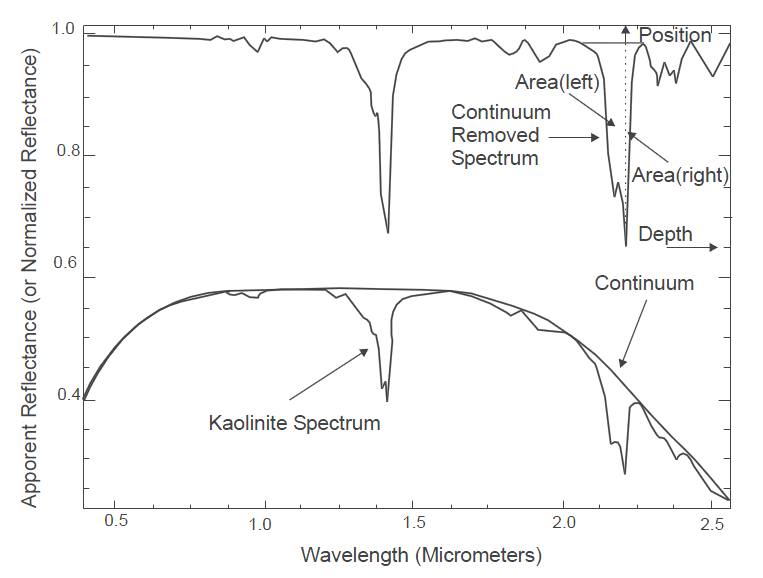 1.0
0.8
0.6
0.4
Apporent Reflectance (or Normalized Reflectance)
Position
Area(left)
Continuum
Removed
Spectrum
Area(right)
Depth
Continuum
Kaolinite Spectrum
0.5
1.0
1.5
2.0
2.5
Wavelength (Micrometers)